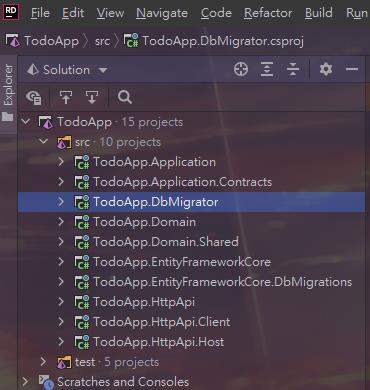 RD File Edit View Navigate Code Refactor Build
TodoApp > src > TodoApp.DbMigrator.csproj
Explorer
Solution
TodoApp · 15 projects
src · 10 projects
TodoApp.Application
TodoApp.Application.Contracts
TodoApp.DbMigrator
TodoApp.Domain
TodoApp.Domain.Shared
TodoApp.EntityFrameworkCore
TodoApp.EntityFrameworkCore.DbMigrations
TodoApp.HttpApi
TodoApp.HttpApi.Client
TodoApp.HttpApi.Host
test · 5 projects
Scratches and Consoles